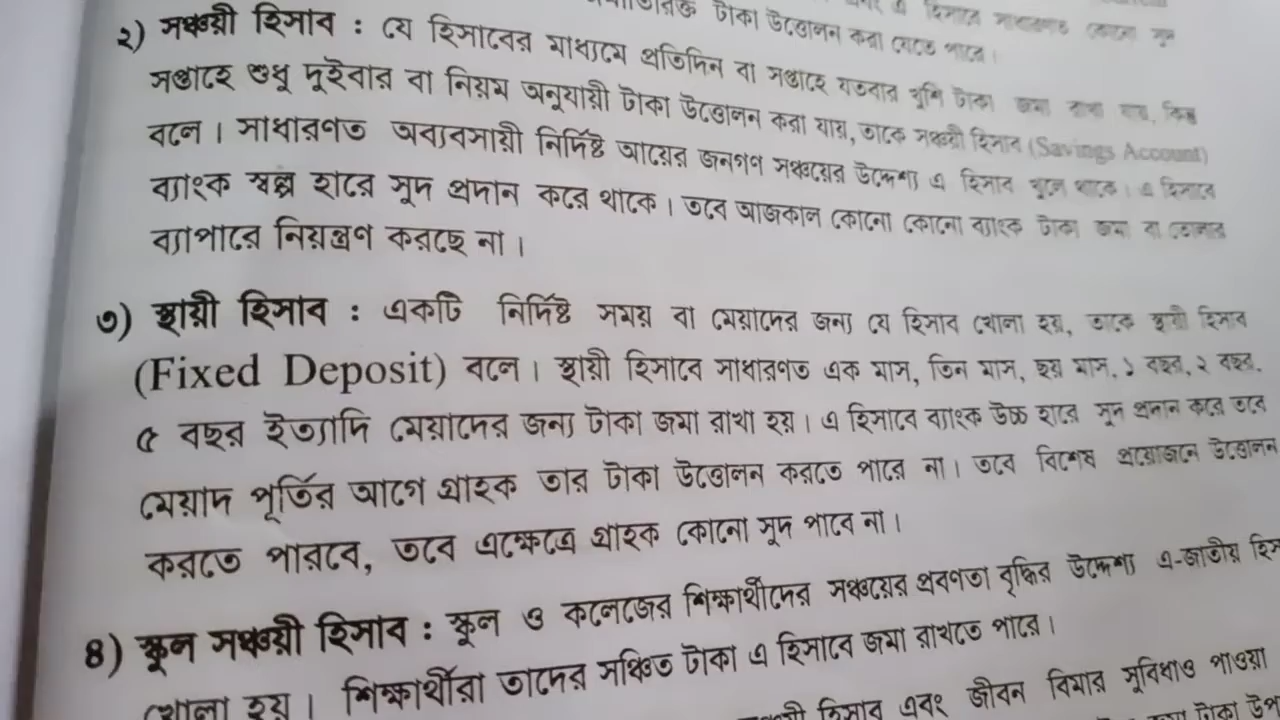 টাকা উত্তোলন করা যেতে পারে।
২) সঞ্চয়ী হিসাব : যে হিসাবের মাধ্যমে প্রতিদিন বা সপ্তাহে যতবার খুশি টাকা জমা রাখা যায়, কিন্তু
সপ্তাহে শুধু দুইবার বা নিয়ম অনুযায়ী টাকা উত্তোলন করা যায়, তাকে সঞ্চয়ী হিসাব (Savings Account)
বলে। সাধারণত অব্যবসায়ী নির্দিষ্ট আয়ের জনগণ সঞ্চয়ের উদ্দেশ্য এ হিসাব খুলে থাকে। এ হিসাবে
ব্যাংক স্বল্প হারে সুদ প্রদান করে থাকে। তবে আজকাল কোনো কোনো ব্যাংক টাকা জমা বা তোলার
ব্যাপারে নিয়ন্ত্রণ করছে না।
৩) স্থায়ী হিসাব : একটি নির্দিষ্ট সময় বা মেয়াদের জন্য যে হিসাব খোলা হয়, তাকে স্থায়ী হিসাব
(Fixed Deposit) বলে। স্থায়ী হিসাবে সাধারণত এক মাস, তিন মাস, ছয় মাস, ১ বছর, ২ বছর,
৫ বছর ইত্যাদি মেয়াদের জন্য টাকা জমা রাখা হয়। এ হিসাবে ব্যাংক উচ্চ হারে সুদ প্রদান করে তবে
মেয়াদ পূর্তির আগে গ্রাহক তার টাকা উত্তোলন করতে পারে না। তবে বিশেষ প্রয়োজনে উত্তোলন
করতে পারবে, তবে এক্ষেত্রে গ্রাহক কোনো সুদ পাবে না।
৪) স্কুল সঞ্চয়ী হিসাব : স্কুল ও কলেজের শিক্ষার্থীদের সঞ্চয়ের প্রবণতা বৃদ্ধির উদ্দেশ্য এ-জাতীয়
খোলা হয়। শিক্ষার্থীরা তাদের সঞ্চিত টাকা এ হিসাবে জমা রাখতে পারে।
হিসাব এবং জীবন বিমার সুবিধাও পাওয়া
টাকা